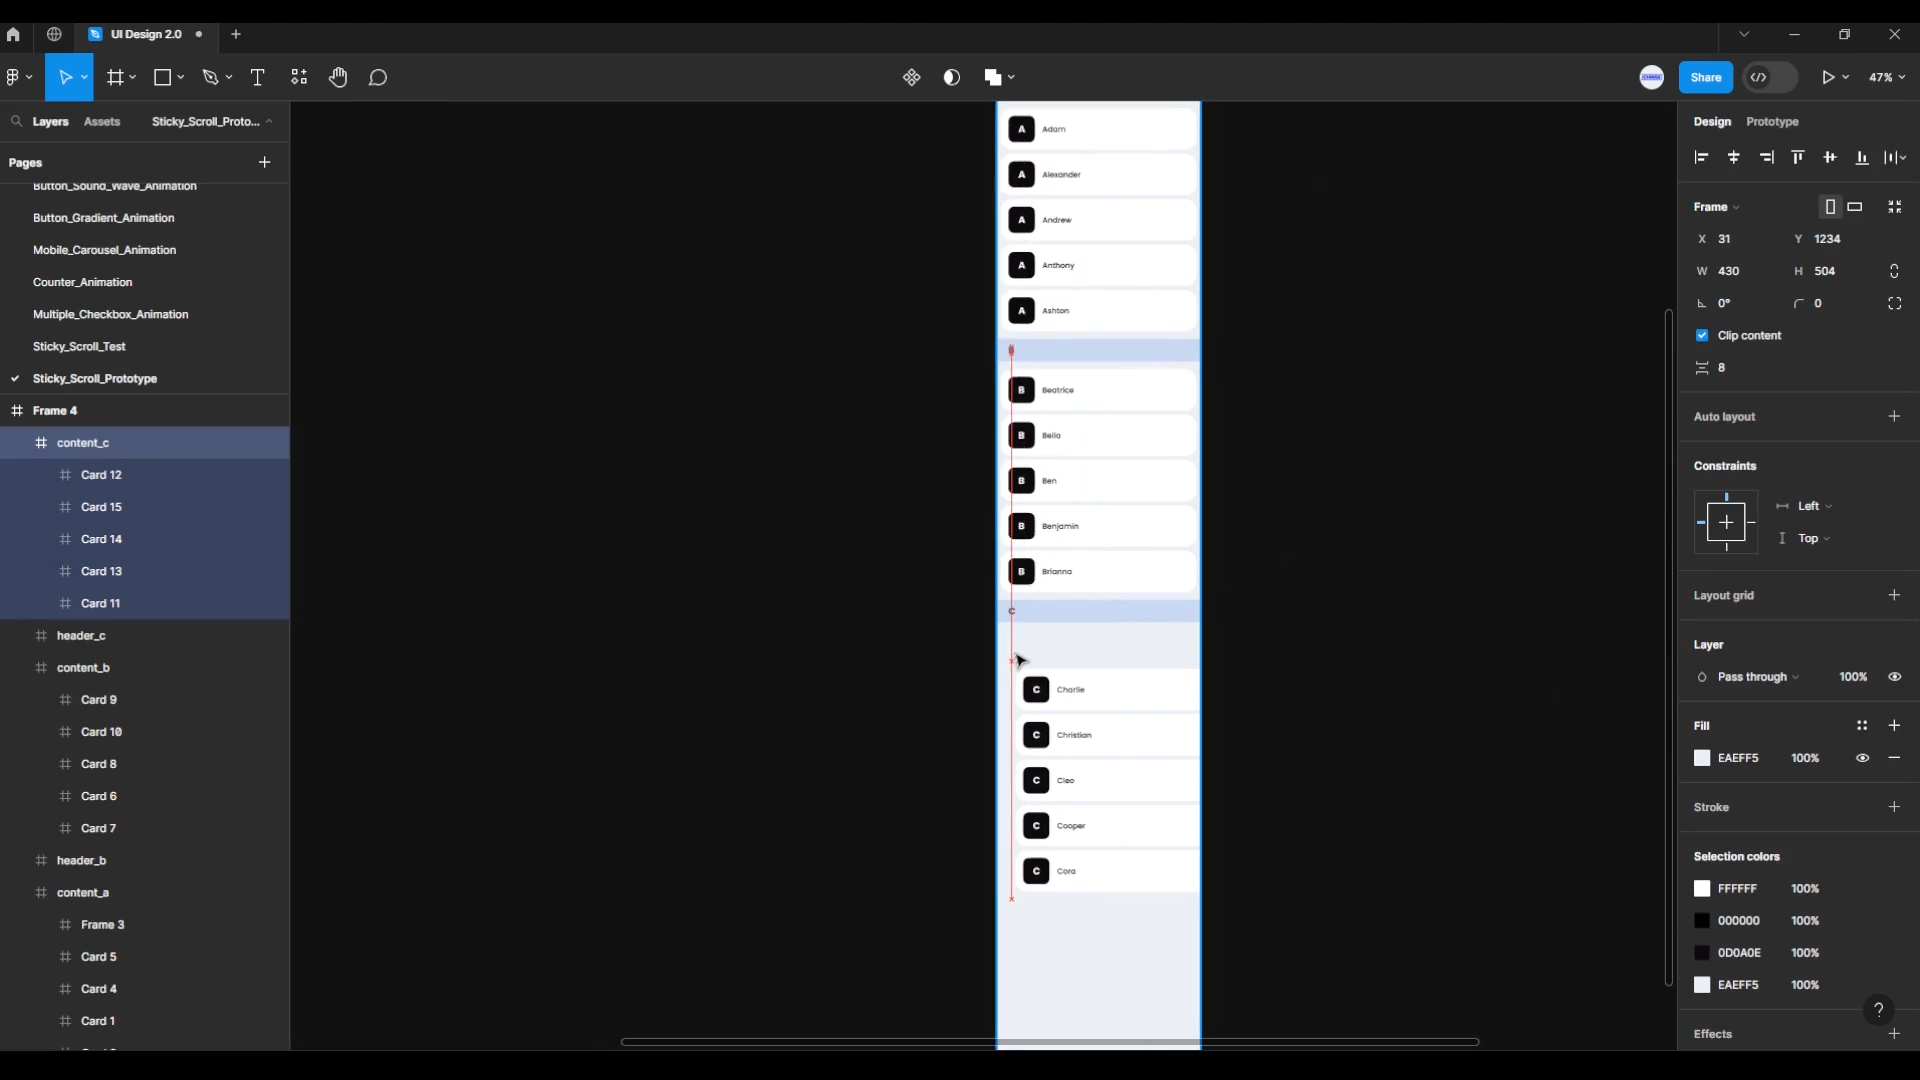 UI Design 2.0
Share
47%
Layers
Assets
Sticky_Scroll_Proto...
Pages
Button_Sound_Wave_Animation
Button_Gradient_Animation
Mobile_Carousel_Animation
Counter_Animation
Multiple_Checkbox_Animation
Sticky_Scroll_Test
Sticky_Scroll_Prototype
Frame 4
content_c
Card 12
Card 15
Card 14
Card 13
Card 11
header_c
content_b
Card 9
Card 10
Card 8
Card 6
Card 7
header_b
content_a
Frame 3
Card 5
Card 4
Card 1
A Adam
A Alexander
A Andrew
A Anthony
A Ashton
B Beatrice
B Bella
B Ben
B Benjamin
B Brianna
C
C Charlie
C Christian
C Cleo
C Cooper
C Cora
Design
Prototype
Frame
X 31 Y 1234
W 430 H 504
0° 0
Clip content
8
Auto layout
Constraints
Left
Top
Layout grid
Layer
Pass through 100%
Fill
EAEFF5 100%
Stroke
Selection colors
FFFFFF 100%
000000 100%
0D0A0E 100%
EAEFF5 100%
?
Effects